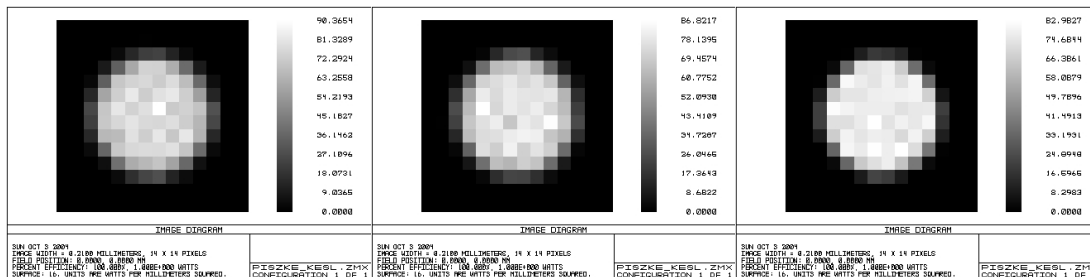 90.3654
81.3289
72.2924
63.2558
54.2193
45.1827
36.1462
27.1096
18.0731
9.0365
0.0000
IMAGE DIAGRAM
SUN OCT 3 2004
IMAGE WIDTH = 0.2100 MILLIMETERS, 14 X 14 PIXELS
FIELD POSITION: 0.0000, 0.0000 MM
PERCENT EFFICIENCY: 100.000%, 1.000E+000 WATTS
SURFACE: 16. UNITS ARE WATTS PER MILLIMETERS SQUARED.
PISZKE_KESL.ZMX
CONFIGURATION 1 OF 1
86.8217
78.1395
69.4574
60.7752
52.0930
43.4109
34.7287
26.0465
17.3643
8.6822
0.0000
IMAGE DIAGRAM
SUN OCT 3 2004
IMAGE WIDTH = 0.2100 MILLIMETERS, 14 X 14 PIXELS
FIELD POSITION: 0.0000, 0.0000 MM
PERCENT EFFICIENCY: 100.000%, 1.000E+000 WATTS
SURFACE: 16. UNITS ARE WATTS PER MILLIMETERS SQUARED.
PISZKE_KESL.ZMX
CONFIGURATION 1 OF 1
82.9827
74.6844
66.3861
58.0879
49.7896
41.4913
33.1931
24.8948
16.5965
8.2983
0.0000
IMAGE DIAGRAM
SUN OCT 3 2004
IMAGE WIDTH = 0.2100 MILLIMETERS, 14 X 14 PIXELS
FIELD POSITION: 0.0000, 0.0000 MM
PERCENT EFFICIENCY: 100.000%, 1.000E+000 WATTS
SURFACE: 16. UNITS ARE WATTS PER MILLIMETERS SQUARED.
PISZKE_KESL.ZMX
CONFIGURATION 1 OF 1